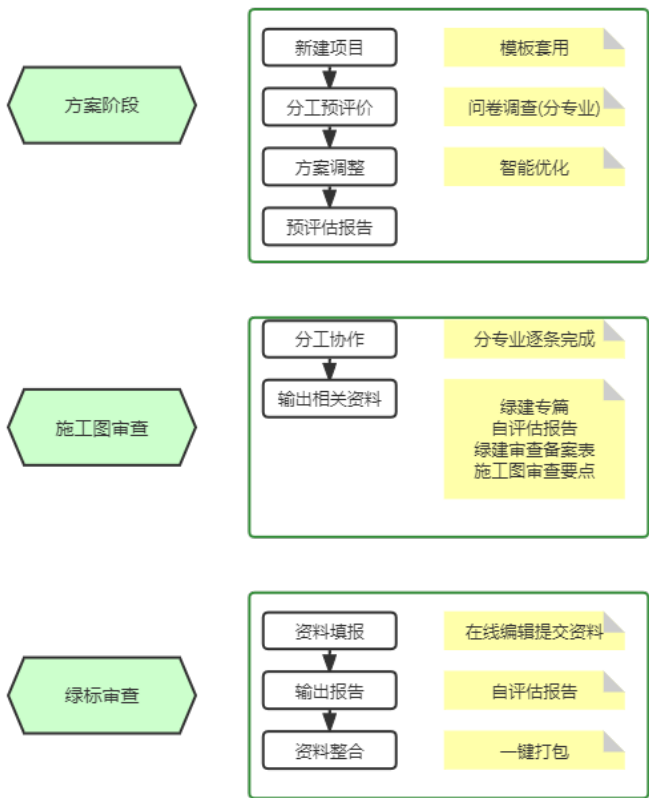 方案阶段
新建项目
模板套用
分工预评价
问卷调查(分专业)
方案调整
智能优化
预评估报告
施工图审查
分工协作
分专业逐条完成
输出相关资料
绿建专篇
自评估报告
绿建审查备案表
施工图审查要点
绿标审查
资料填报
在线编辑提交资料
输出报告
自评估报告
资料整合
一键打包